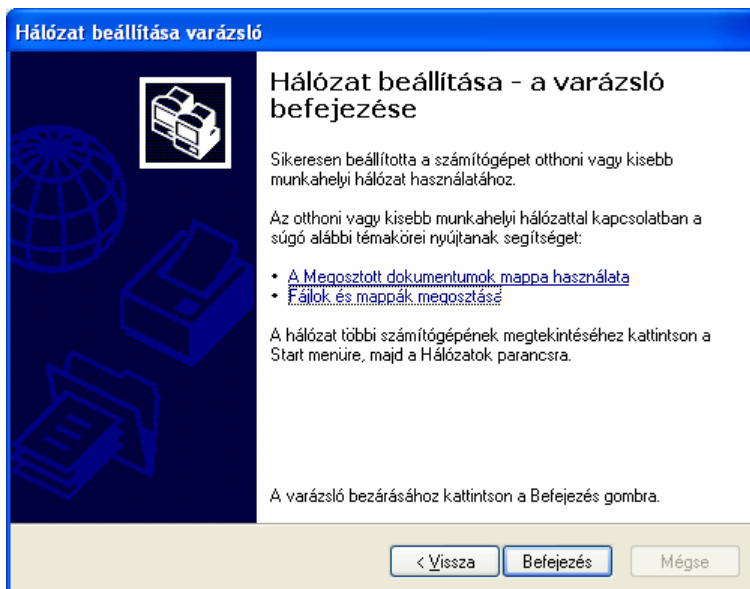 Hálózat beállítása varázsló
Hálózat beállítása - a varázsló
befejezése
Sikeresen beállította a számítógépet otthoni vagy kisebb
munkahelyi hálózat használatához.
Az otthoni vagy kisebb munkahelyi hálózattal kapcsolatban a
súgó alábbi témakörei nyújtanak segítséget:
• A Megosztott dokumentumok mappa használata
• Fájlok és mappák megosztása
A hálózat többi számítógépének megtekintéséhez kattintson a
Start menüre, majd a Hálózatok parancsra.
A varázsló bezárásához kattintson a Befejezés gombra.
< Vissza Befejezés Mégse